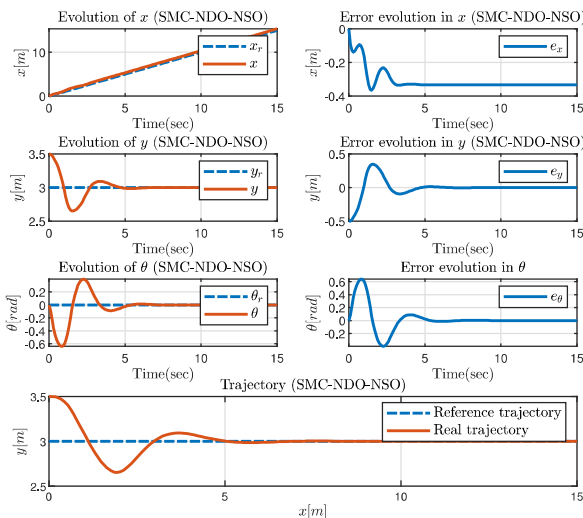 Evolution of x (SMC-NDO-NSO)
x[m]
10
0
0 5 10 15
Time(sec)
x_r
x
Error evolution in x (SMC-NDO-NSO)
x[m]
0
-0.2
-0.4
0 5 10 15
Time(sec)
e_x
Evolution of y (SMC-NDO-NSO)
y[m]
3.5
3
2.5
0 5 10 15
Time(sec)
y_r
y
Error evolution in y (SMC-NDO-NSO)
y[m]
0.5
0
-0.5
0 5 10 15
Time(sec)
e_y
Evolution of θ (SMC-NDO-NSO)
θ[rad]
0.2
0
-0.2
-0.6
0 5 10 15
Time(sec)
θ_r
θ
Error evolution in θ
θ[rad]
0.6
0.4
0.2
0
0 5 10 15
Time(sec)
e_θ
Trajectory (SMC-NDO-NSO)
y[m]
3.5
3
2.5
0 5 10 15
x[m]
Reference trajectory
Real trajectory